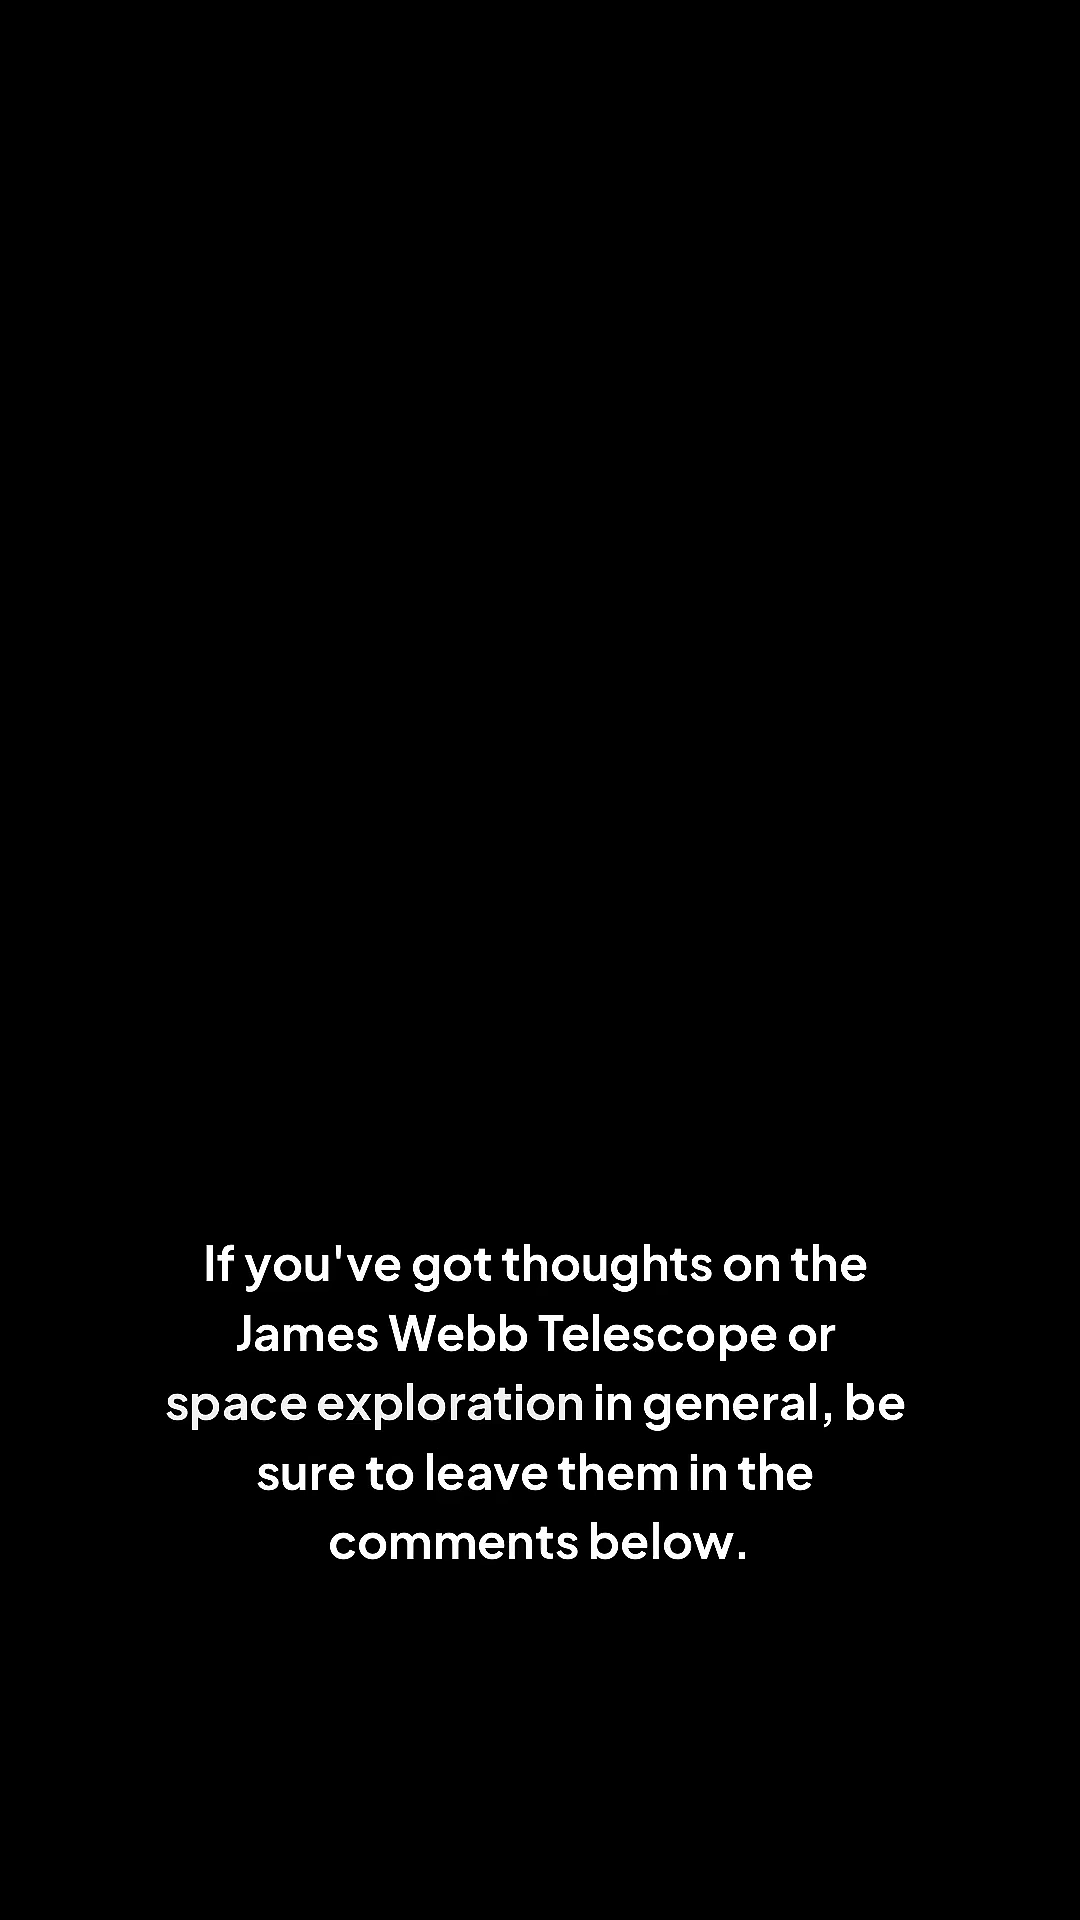 If you've got thoughts on the
James Webb Telescope or
space exploration in general, be
sure to leave them in the
comments below.